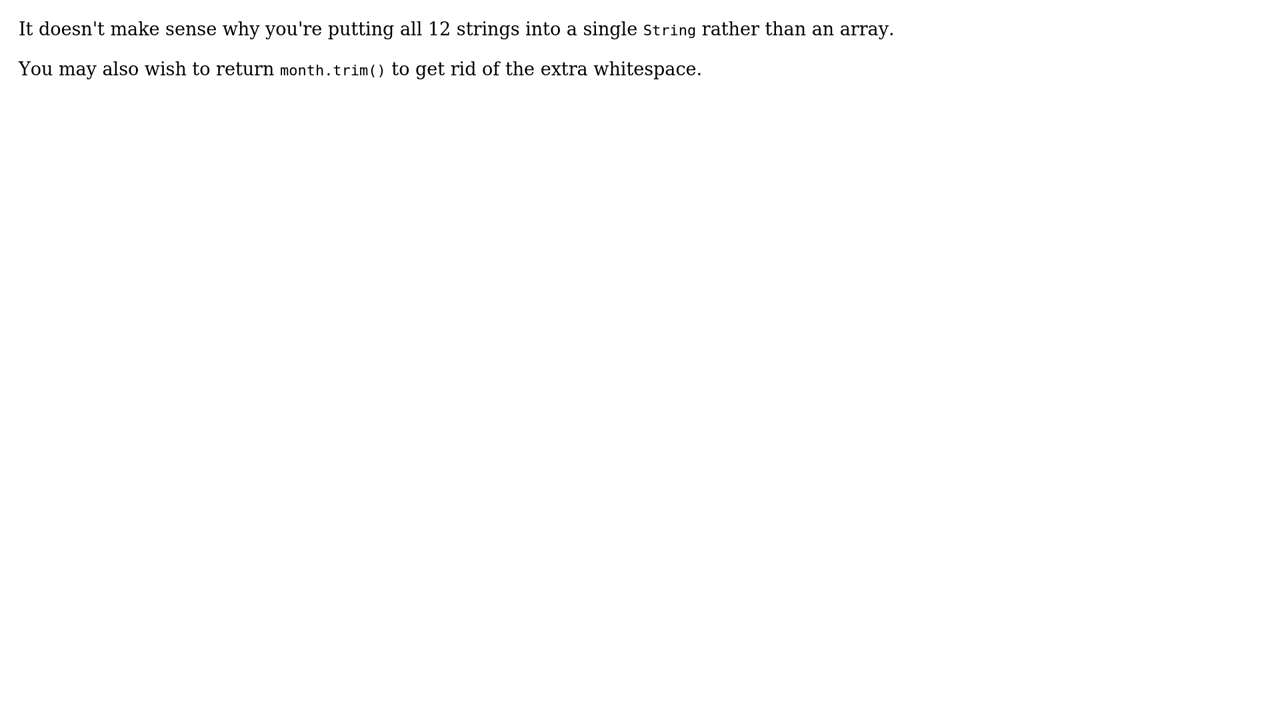 It doesn't make sense why you're putting all 12 strings into a single String rather than an array.
You may also wish to return month.trim() to get rid of the extra whitespace.